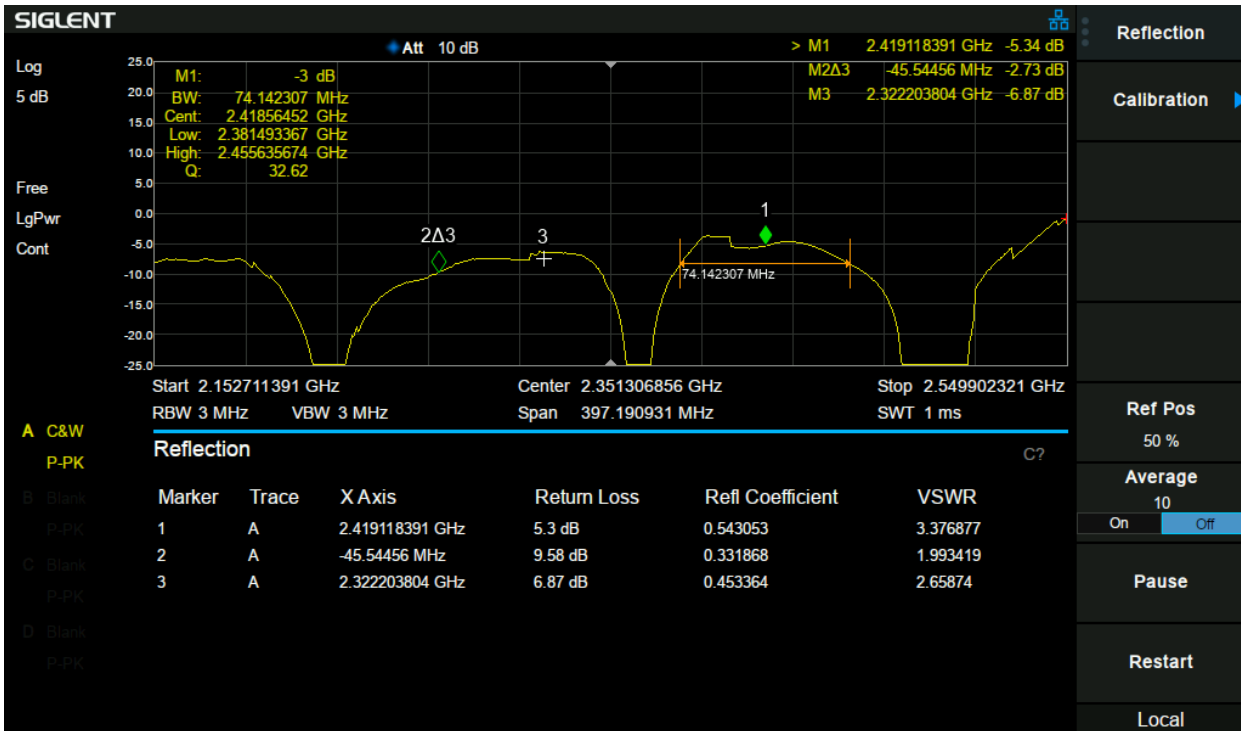 SIGLENT
Att 10 dB
Log
5 dB
Free
LgPwr
Cont
> M1 2.419118391 GHz -5.34 dB
M2Δ3 -45.54456 MHz -2.73 dB
M3 2.322203804 GHz -6.87 dB
M1: -3 dB
BW: 74.142307 MHz
Cent: 2.41856452 GHz
Low: 2.381493367 GHz
High: 2.455635674 GHz
Q: 32.62
25.0
20.0
15.0
10.0
5.0
0.0
-5.0
-10.0
-15.0
-20.0
-25.0
2Δ3
3
1
74.142307 MHz
Start 2.152711391 GHz Center 2.351306856 GHz Stop 2.549902321 GHz
RBW 3 MHz VBW 3 MHz Span 397.190931 MHz SWT 1 ms
A C&W
P-PK
B Blank
P-PK
C Blank
P-PK
D Blank
P-PK
Reflection C?
Marker Trace X Axis Return Loss Refl Coefficient VSWR
1 A 2.419118391 GHz 5.3 dB 0.543053 3.376877
2 A -45.54456 MHz 9.58 dB 0.331868 1.993419
3 A 2.322203804 GHz 6.87 dB 0.453364 2.65874
Reflection
Calibration
Ref Pos
50 %
Average
10
On Off
Pause
Restart
Local